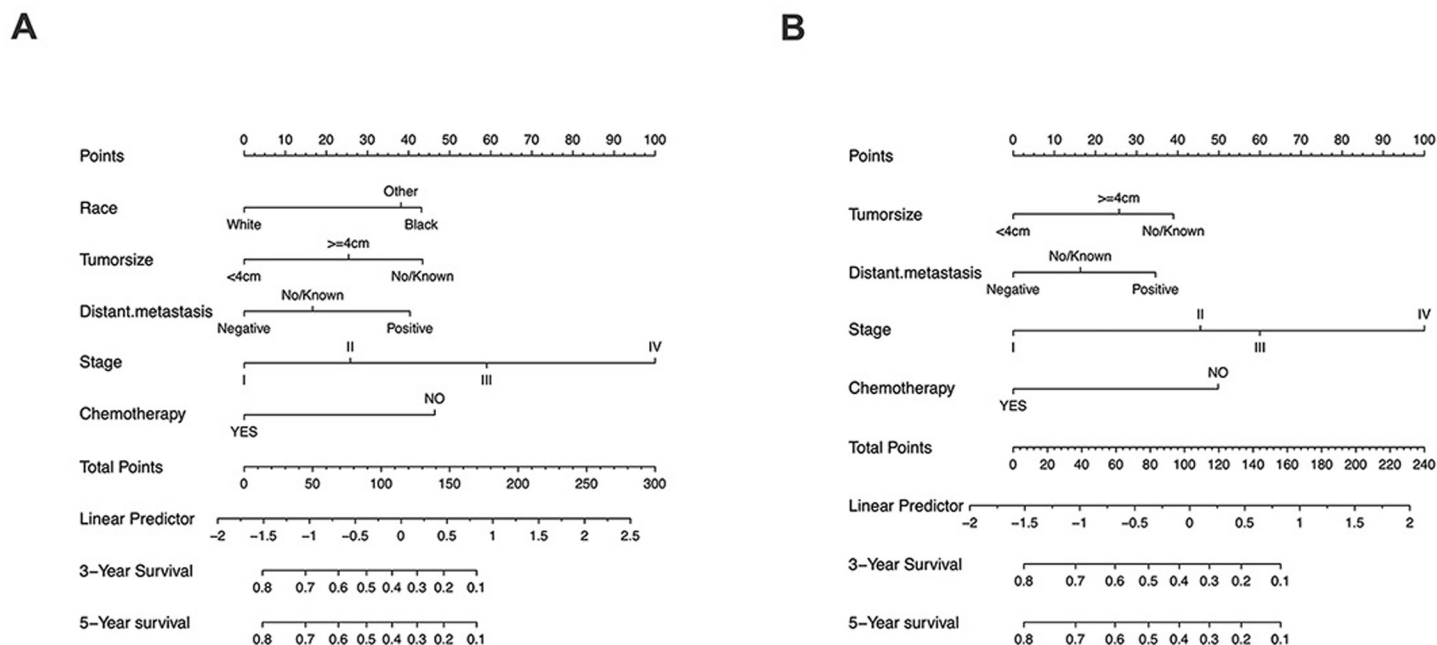 A
0 10 20 30 40 50 60 70 80 90 100
Points
Other
Race
White Black
>=4cm
Tumorsize
<4cm No/Known
No/Known
Distant.metastasis
Negative Positive
II IV
Stage
I III
NO
Chemotherapy
YES
Total Points
0 50 100 150 200 250 300
Linear Predictor
−2 −1.5 −1 −0.5 0 0.5 1 1.5 2 2.5
3−Year Survival
0.8 0.7 0.6 0.5 0.4 0.3 0.2 0.1
5−Year survival
0.8 0.7 0.6 0.5 0.4 0.3 0.2 0.1
B
0 10 20 30 40 50 60 70 80 90 100
Points
>=4cm
Tumorsize
<4cm No/Known
No/Known
Distant.metastasis
Negative Positive
II IV
Stage
I III
NO
Chemotherapy
YES
Total Points
0 20 40 60 80 100 120 140 160 180 200 220 240
Linear Predictor
−2 −1.5 −1 −0.5 0 0.5 1 1.5 2
3−Year Survival
0.8 0.7 0.6 0.5 0.4 0.3 0.2 0.1
5−Year survival
0.8 0.7 0.6 0.5 0.4 0.3 0.2 0.1